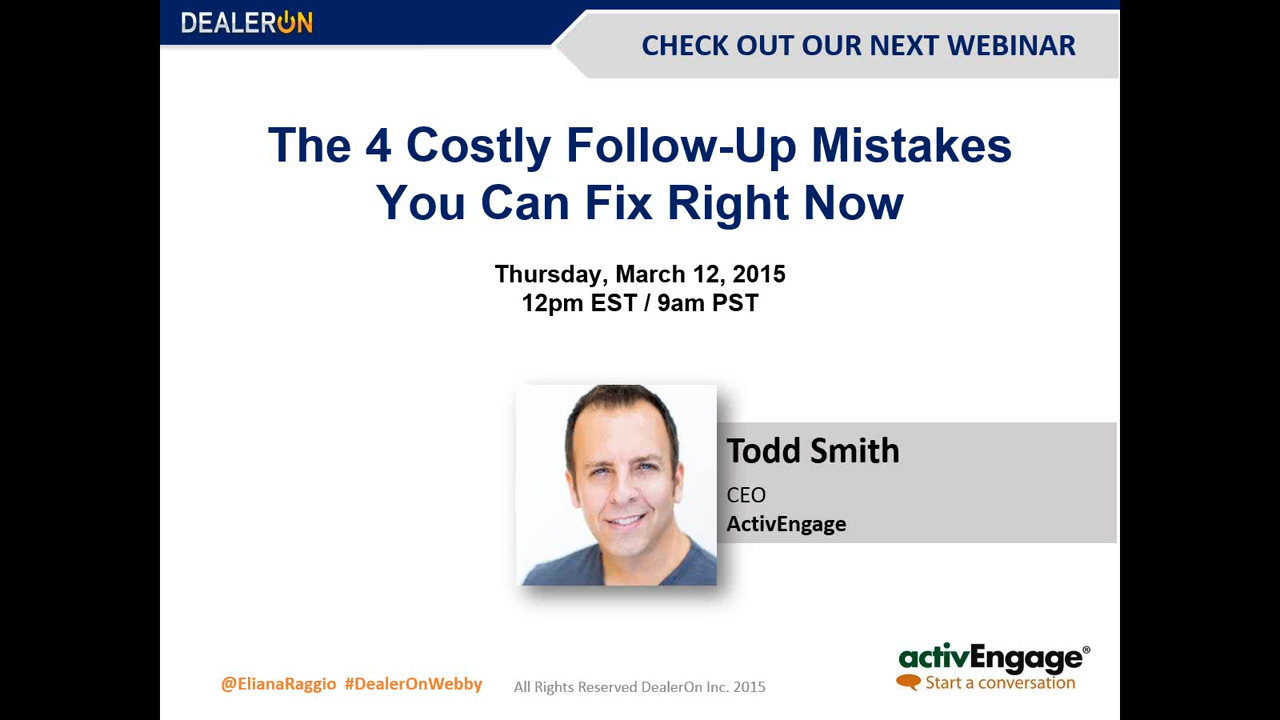 DEALERON
CHECK OUT OUR NEXT WEBINAR
The 4 Costly Follow-Up Mistakes
You Can Fix Right Now
Thursday, March 12, 2015
12pm EST / 9am PST
Todd Smith
CEO
ActivEngage
activEngage®
Start a conversation
@ElianaRaggio #DealerOnWebby
All Rights Reserved DealerOn Inc. 2015